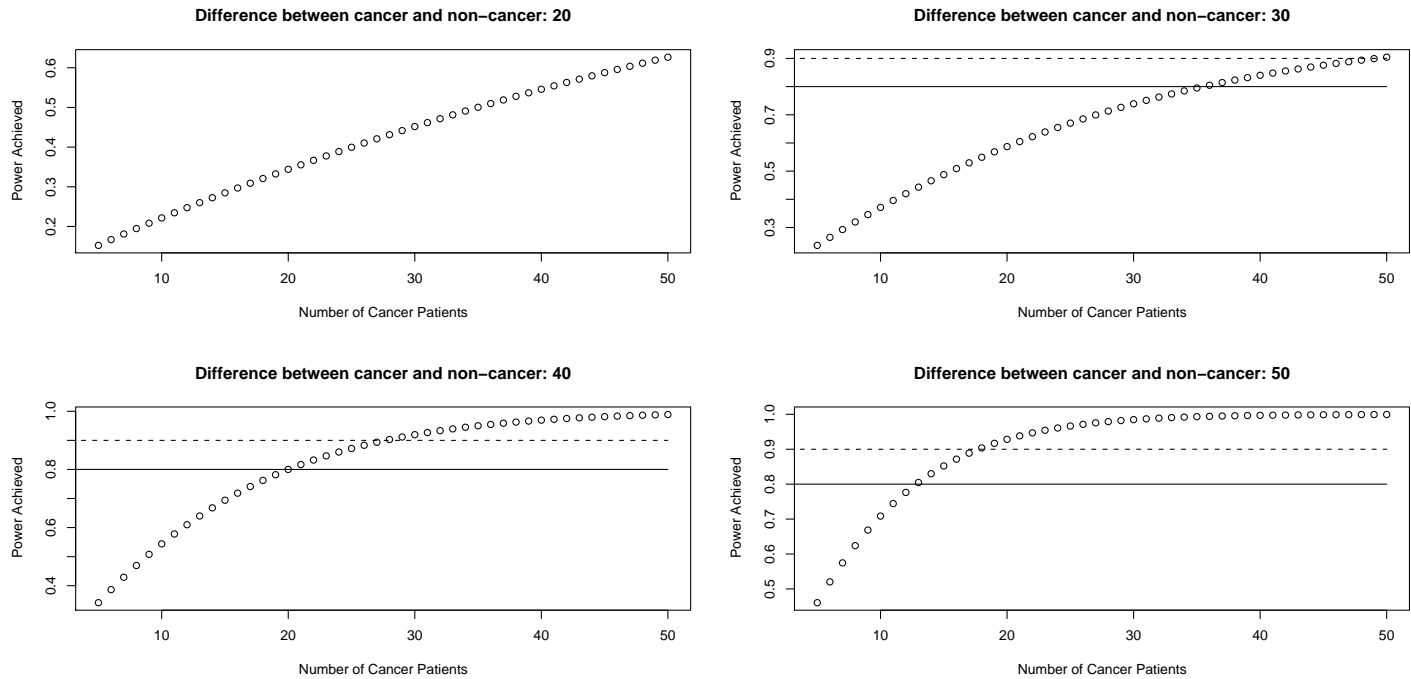 Difference between cancer and non−cancer: 20
Power Achieved
0.6
0.5
0.4
0.3
0.2
10 20 30 40 50
Number of Cancer Patients
Difference between cancer and non−cancer: 30
Power Achieved
0.9
0.7
0.5
0.3
10 20 30 40 50
Number of Cancer Patients
Difference between cancer and non−cancer: 40
Power Achieved
1.0
0.8
0.6
0.4
10 20 30 40 50
Number of Cancer Patients
Difference between cancer and non−cancer: 50
Power Achieved
1.0
0.9
0.8
0.7
0.6
0.5
10 20 30 40 50
Number of Cancer Patients